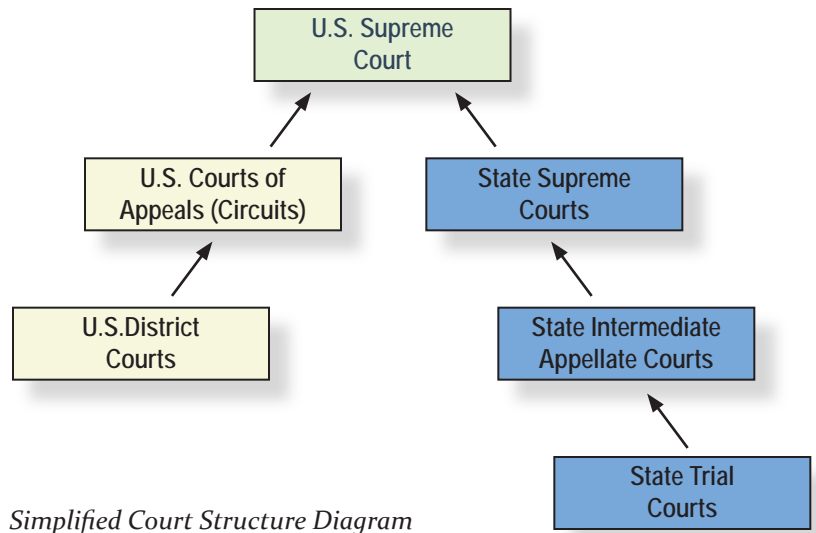 U.S. Supreme
Court
U.S. Courts of
Appeals (Circuits)
State Supreme
Courts
U.S.District
Courts
State Intermediate
Appellate Courts
State Trial
Courts
Simplified Court Structure Diagram